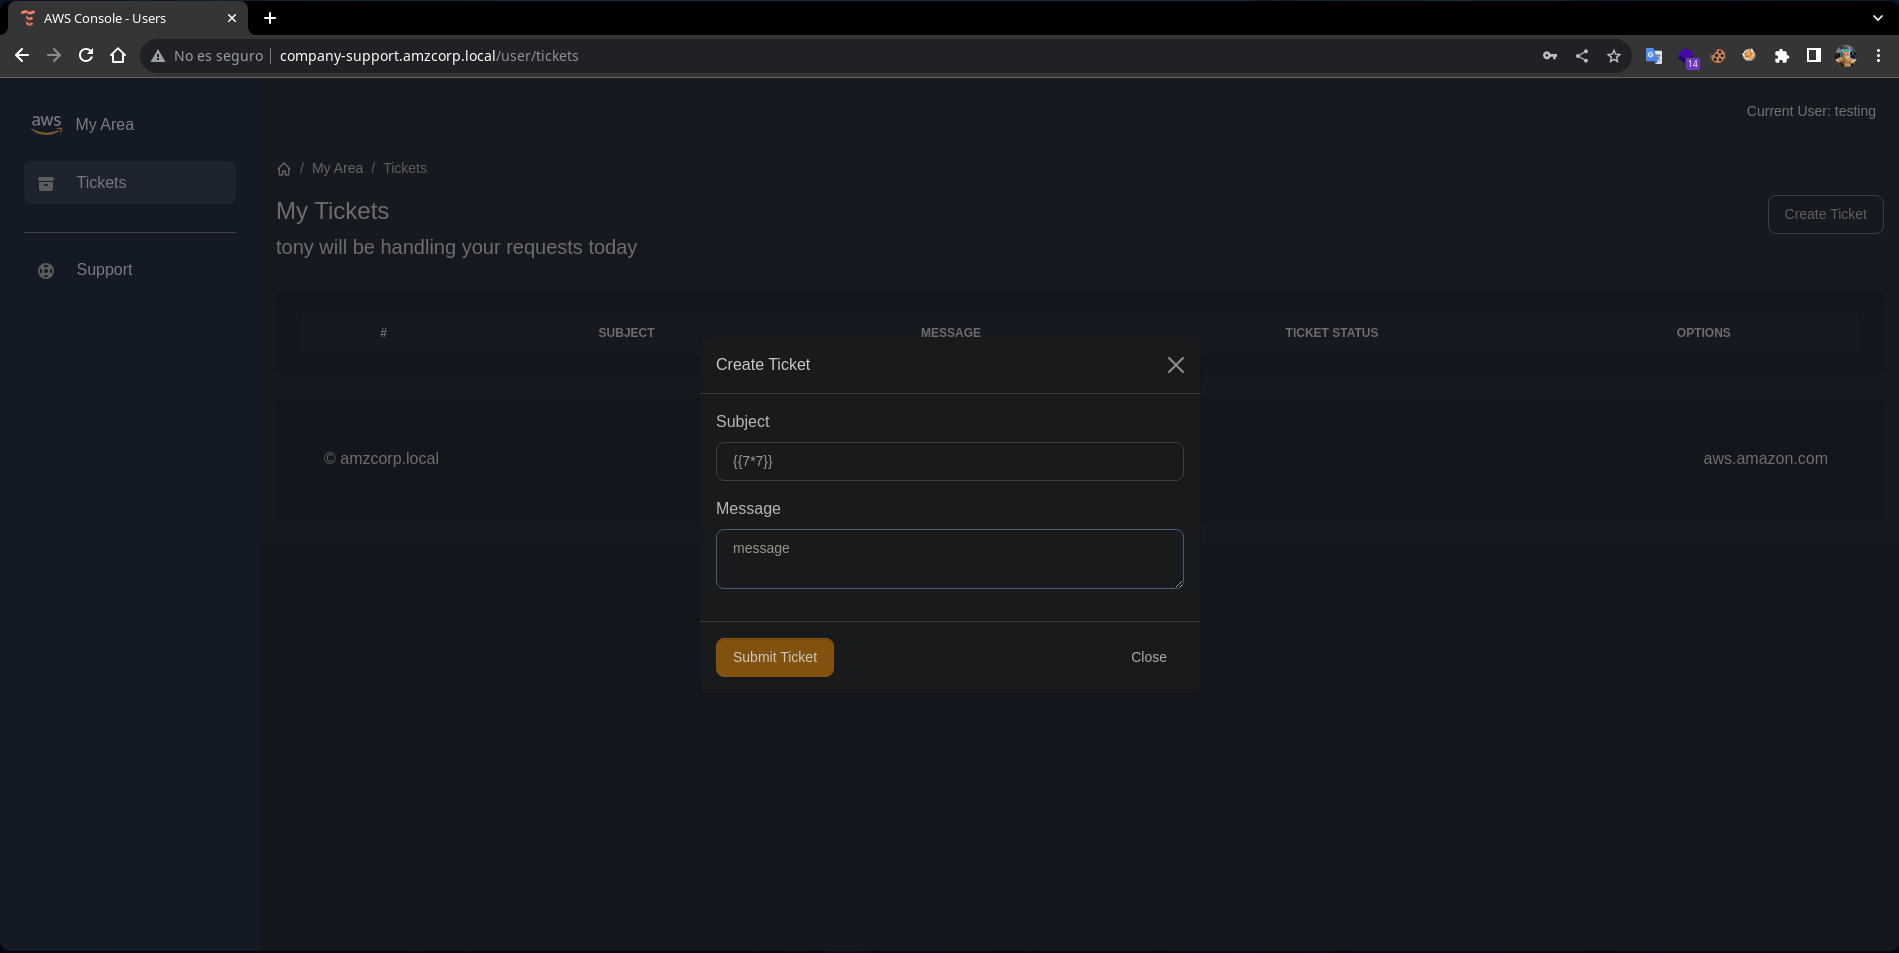 AWS Console - Users
No es seguro company-support.amzcorp.local/user/tickets
14
aws My Area
Current User: testing
Tickets
/ My Area / Tickets
My Tickets
Create Ticket
tony will be handling your requests today
Support
# SUBJECT MESSAGE TICKET STATUS OPTIONS
Create Ticket
Subject
{{7*7}}
© amzcorp.local
aws.amazon.com
Message
message
Submit Ticket
Close